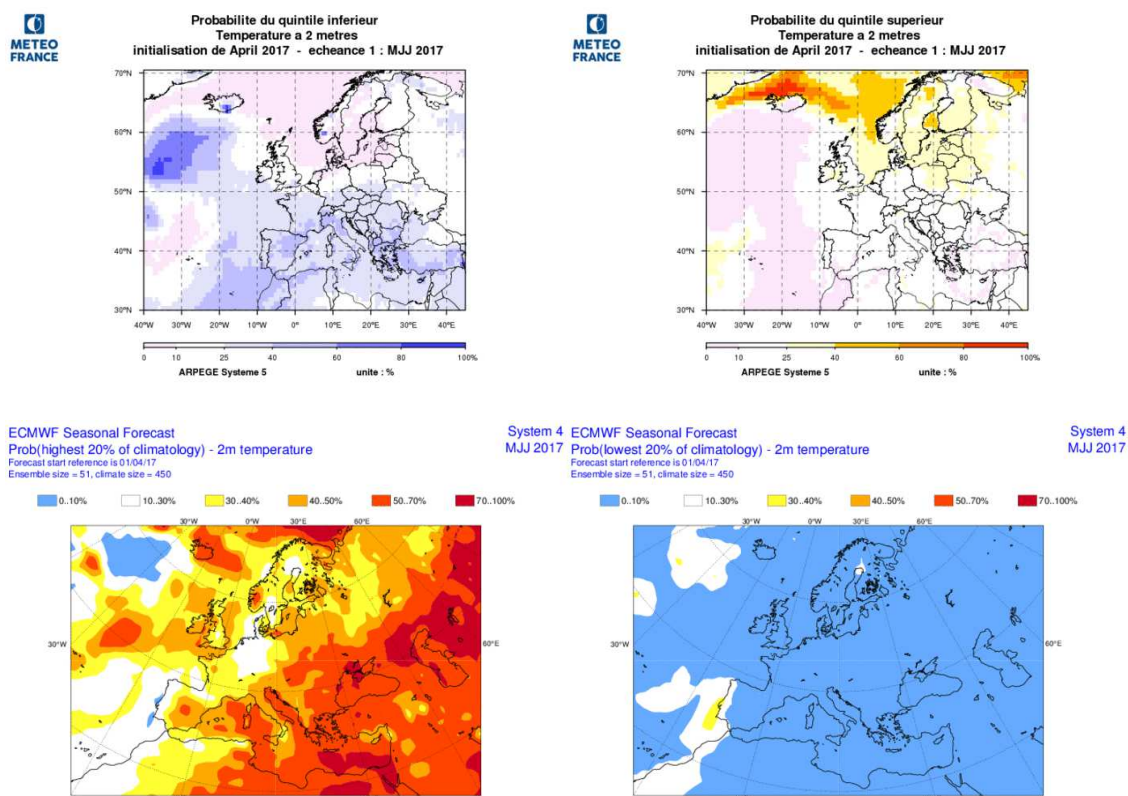 METEO
FRANCE
Probabilite du quintile inferieur
Temperature a 2 metres
initialisation de April 2017 - echeance 1 : MJJ 2017
70°N
60°N
50°N
40°N
30°N
40°W 30°W 20°W 10°W 0° 10°E 20°E 30°E 40°E
0 10 25 40 60 80 100%
ARPEGE Systeme 5 unite : %
METEO
FRANCE
Probabilite du quintile superieur
Temperature a 2 metres
initialisation de April 2017 - echeance 1 : MJJ 2017
70°N
60°N
50°N
40°N
30°N
40°W 30°W 20°W 10°W 0° 10°E 20°E 30°E 40°E
0 10 25 40 60 80 100%
ARPEGE Systeme 5 unite : %
ECMWF Seasonal Forecast System 4
Prob(highest 20% of climatology) - 2m temperature MJJ 2017
Forecast start reference is 01/04/17
Ensemble size = 51, climate size = 450
0..10% 10..30% 30..40% 40..50% 50..70% 70..100%
30°W 0°W 30°E 60°E
30°W 60°E
ECMWF Seasonal Forecast System 4
Prob(lowest 20% of climatology) - 2m temperature MJJ 2017
Forecast start reference is 01/04/17
Ensemble size = 51, climate size = 450
0..10% 10..30% 30..40% 40..50% 50..70% 70..100%
30°W 0°W 30°E 60°E
30°W 60°E